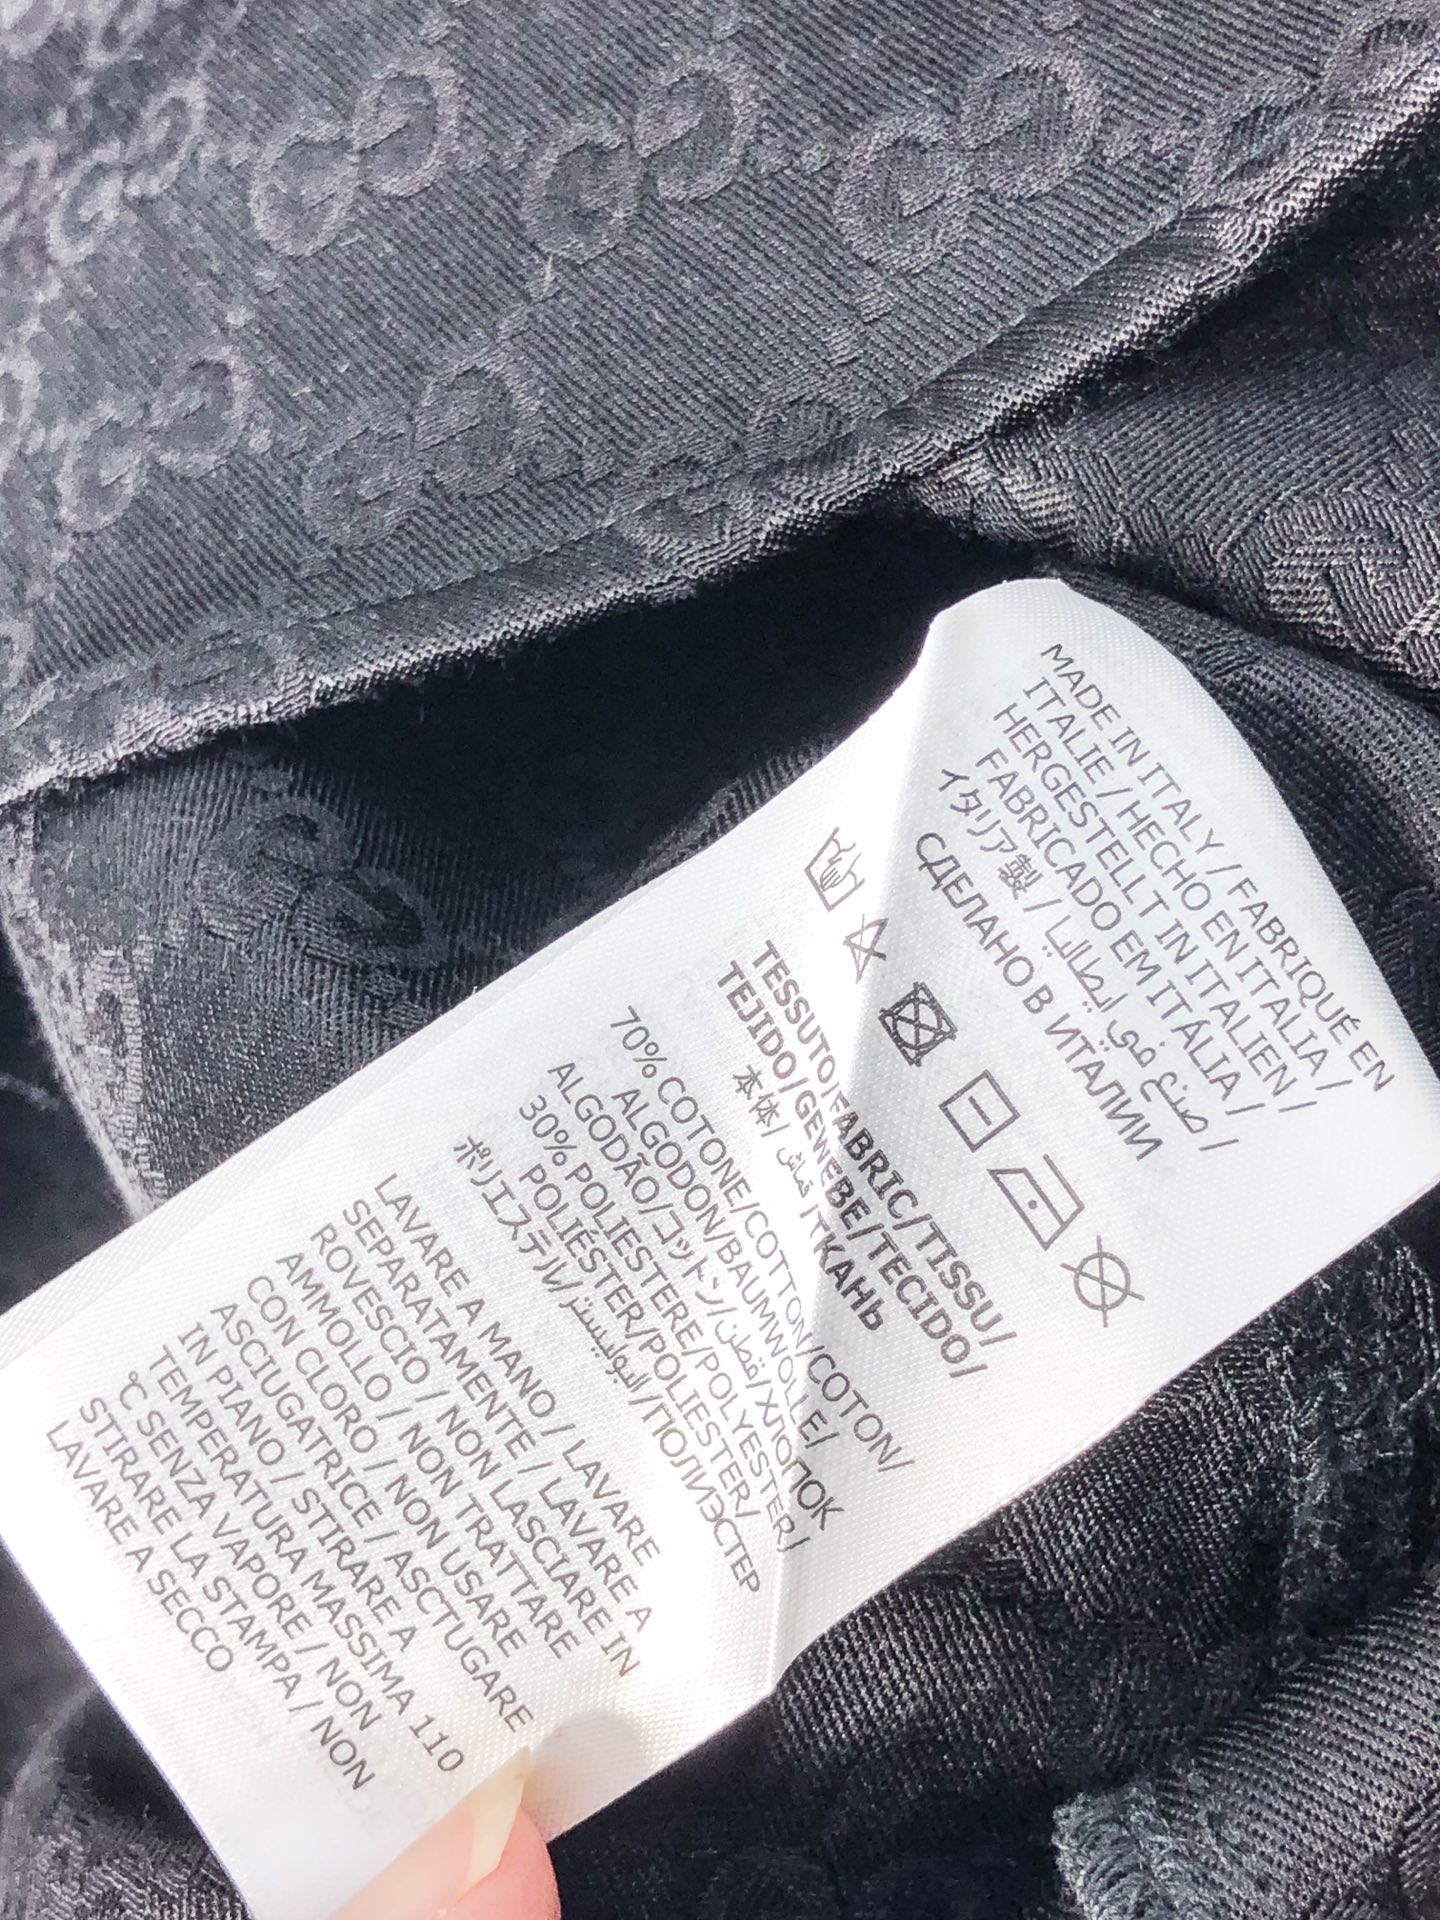 MADE IN ITALY / FABRIQUÉ EN
ITALIE / HECHO EN ITALIA /
HERGESTELLT IN ITALIEN /
FABRICADO EM ITÁLIA /
イタリア製 / صنع في ايطاليا /
СДЕЛАНО В ИТАЛИИ
TESSUTO/FABRIC/TISSU/
TEJIDO/GEWEBE/TECIDO/
本体/ قماش /ТКАНЬ
70% COTONE/COTTON/COTON/
ALGODON/BAUMWOLLE/
ALGODÃO/コットン/قطن/ХЛОПОК
30% POLIESTERE/POLYESTER/
POLIÉSTER/POLIESTER/
ポリエステル/البوليستر/ПОЛИЭСТЕР
LAVARE A MANO / LAVARE
SEPARATAMENTE / LAVARE A
ROVESCIO / NON LASCIARE IN
AMMOLLO / NON TRATTARE
CON CLORO / NON USARE
ASCIUGATRICE / ASCTUGARE
IN PIANO / STIRARE A
TEMPERATURA MASSIMA 110
°C SENZA VAPORE / NON
STIRARE LA STAMPA / NON
LAVARE A SECCO